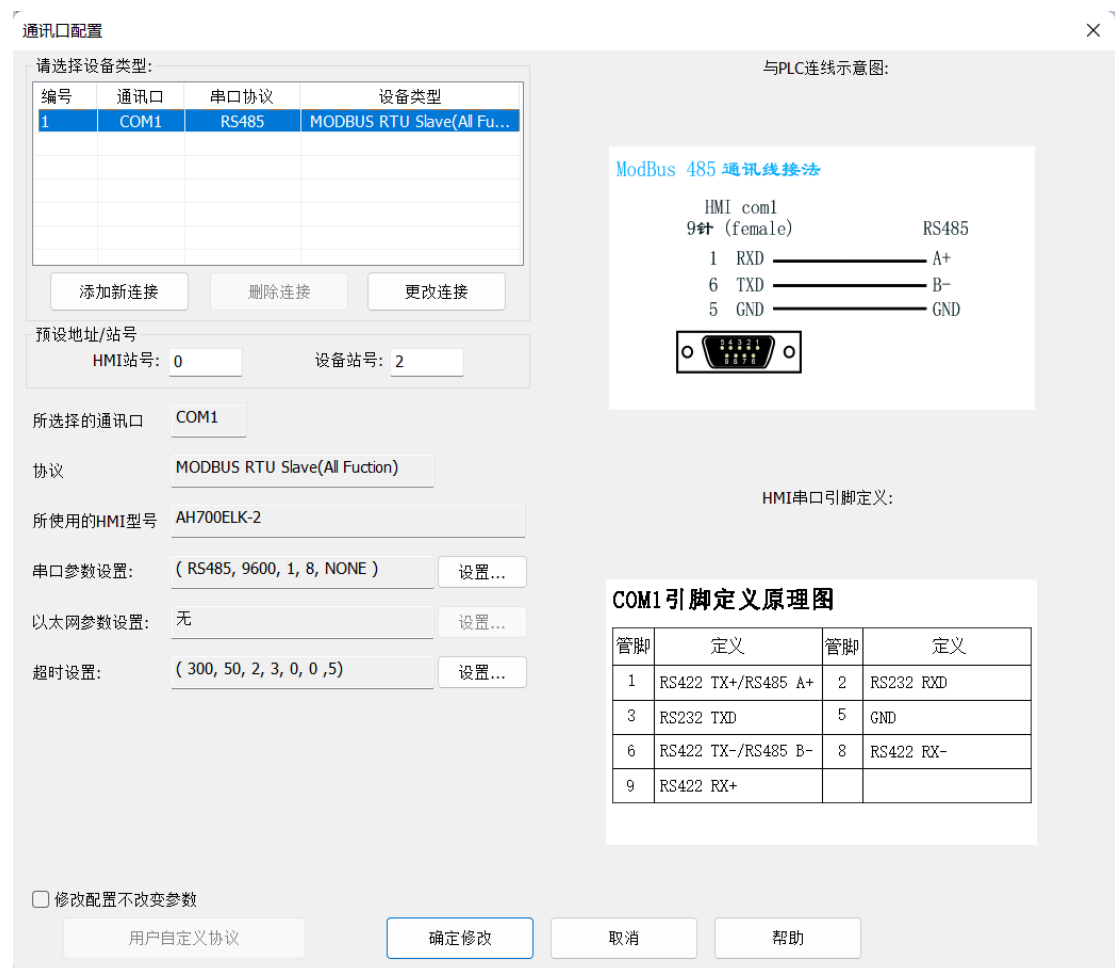 通讯口配置
请选择设备类型:
编号 通讯口 串口协议 设备类型
1 COM1 RS485 MODBUS RTU Slave(All Fu...
添加新连接 删除连接 更改连接
预设地址/站号
HMI站号: 0 设备站号: 2
所选择的通讯口 COM1
协议 MODBUS RTU Slave(All Fuction)
所使用的HMI型号 AH700ELK-2
串口参数设置: ( RS485, 9600, 1, 8, NONE ) 设置...
以太网参数设置: 无 设置...
超时设置: ( 300, 50, 2, 3, 0, 0 ,5) 设置...
修改配置不改变参数
用户自定义协议 确定修改 取消 帮助
与PLC连线示意图:
ModBus 485 通讯线接法
HMI com1
9针 (female) RS485
1 RXD A+
6 TXD B-
5 GND GND
5 4 3 2 1
9 8 7 6
HMI串口引脚定义:
COM1引脚定义原理图
管脚 定义 管脚 定义
1 RS422 TX+/RS485 A+ 2 RS232 RXD
3 RS232 TXD 5 GND
6 RS422 TX-/RS485 B- 8 RS422 RX-
9 RS422 RX+